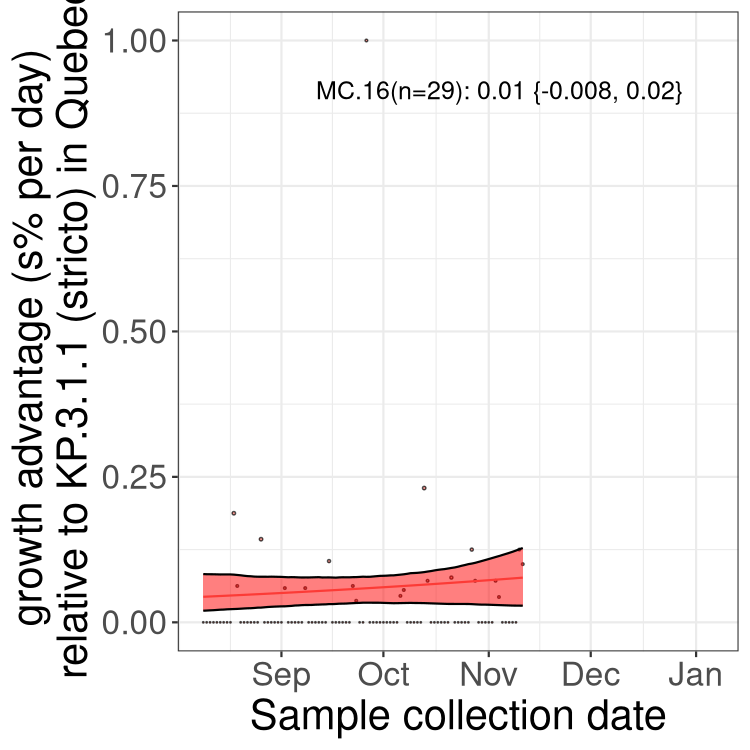 growth advantage (s% per day)
relative to KP.3.1.1 (stricto) in Quebec
1.00
0.75
0.50
0.25
0.00
MC.16(n=29): 0.01 {-0.008, 0.02}
Sep Oct Nov Dec Jan
Sample collection date